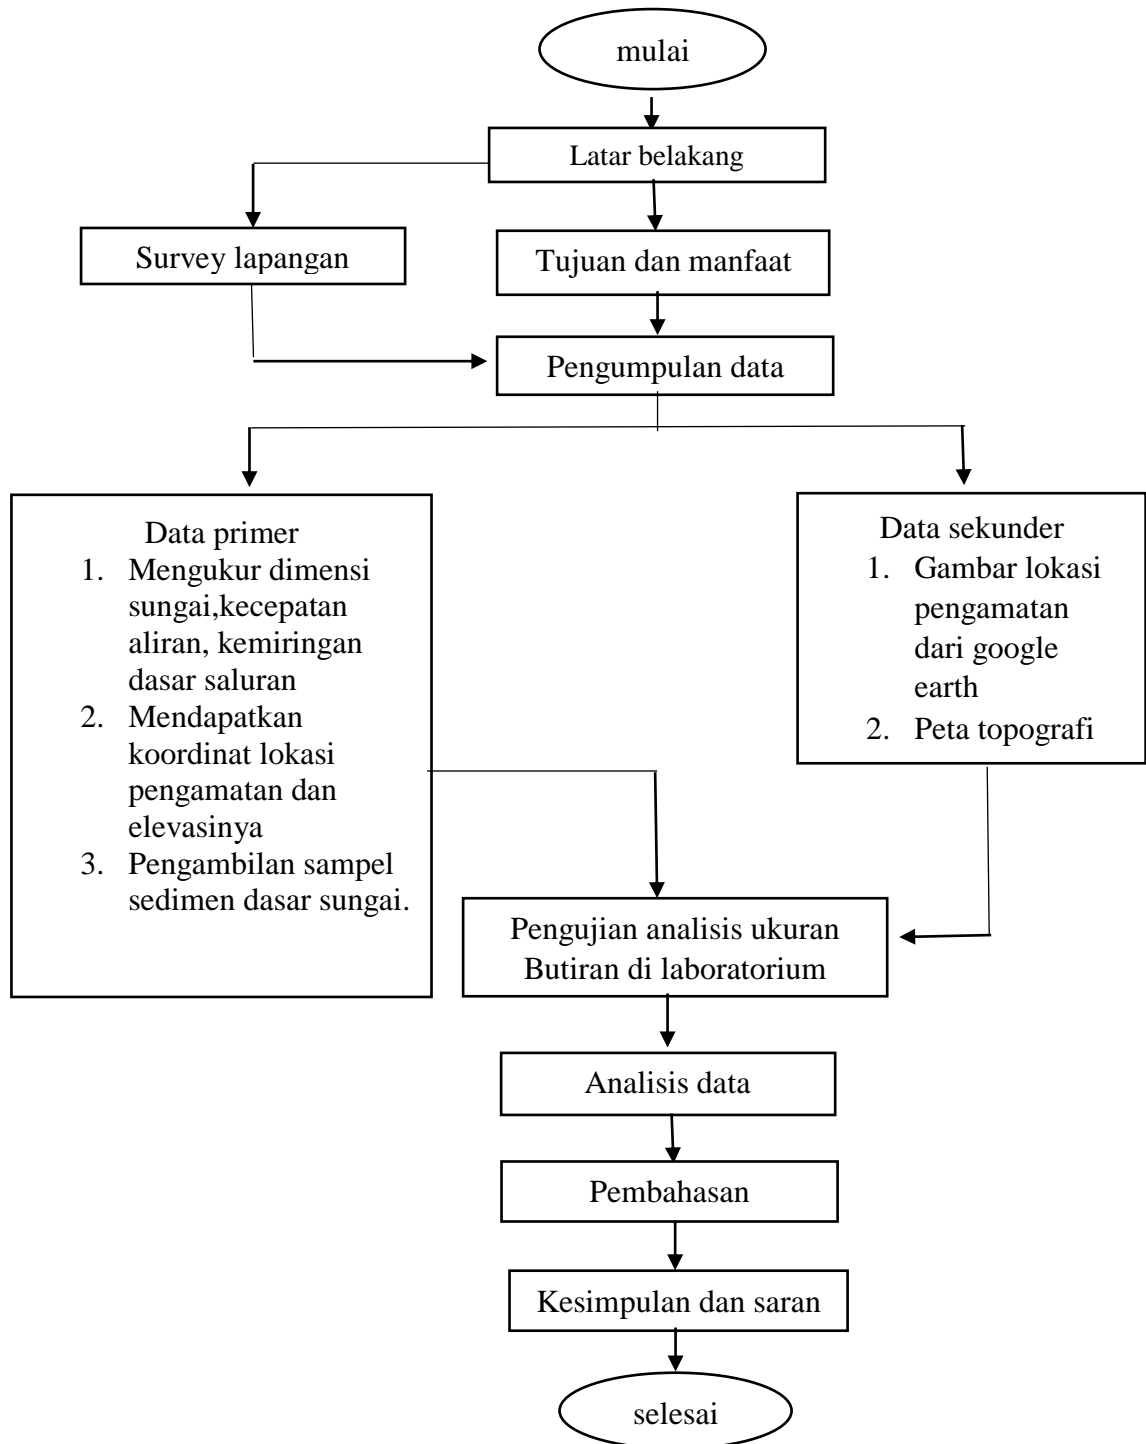 mulai
Latar belakang
Survey lapangan
Tujuan dan manfaat
Pengumpulan data
Data primer
1. Mengukur dimensi
sungai,kecepatan
aliran, kemiringan
dasar saluran
2. Mendapatkan
koordinat lokasi
pengamatan dan
elevasinya
3. Pengambilan sampel
sedimen dasar sungai.
Data sekunder
1. Gambar lokasi
pengamatan
dari google
earth
2. Peta topografi
Pengujian analisis ukuran
Butiran di laboratorium
Analisis data
Pembahasan
Kesimpulan dan saran
selesai